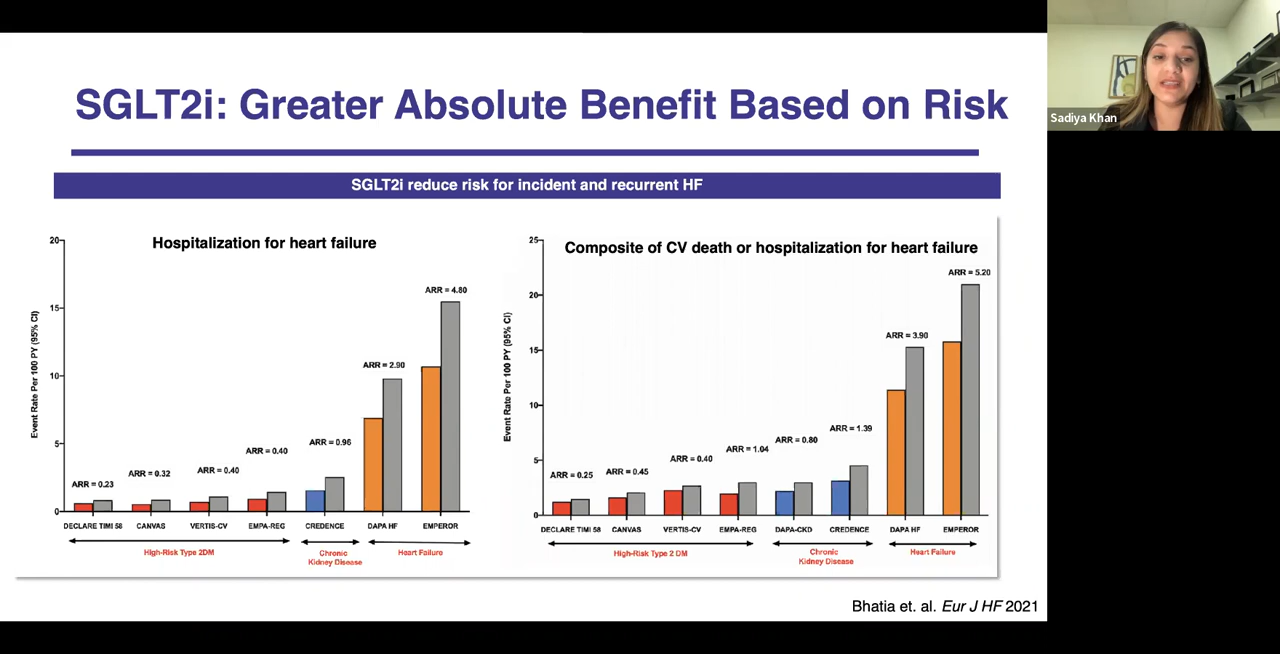 SGLT2i: Greater Absolute Benefit Based on Risk
Sadiya Khan
SGLT2i reduce risk for incident and recurrent HF
Hospitalization for heart failure
Event Rate Per 100 PY (95% CI)
20
15
10
5
0
ARR = 0.23
ARR = 0.32
ARR = 0.40
ARR = 0.40
ARR = 0.96
ARR = 2.90
ARR = 4.80
DECLARE TIMI 58 CANVAS VERTIS-CV EMPA-REG CREDENCE DAPA HF EMPEROR
High-Risk Type 2DM
Chronic
Kidney Disease
Heart Failure
Composite of CV death or hospitalization for heart failure
Event Rate Per 100 PY (95% CI)
25
20
15
10
5
0
ARR = 0.25
ARR = 0.45
ARR = 0.40
ARR = 1.04
ARR = 0.80
ARR = 1.39
ARR = 3.90
ARR = 5.20
DECLARE TIMI 58 CANVAS VERTIS-CV EMPA-REG DAPA-CKD CREDENCE DAPA HF EMPEROR
High-Risk Type 2 DM
Chronic
Kidney Disease
Heart Failure
Bhatia et. al. Eur J HF 2021